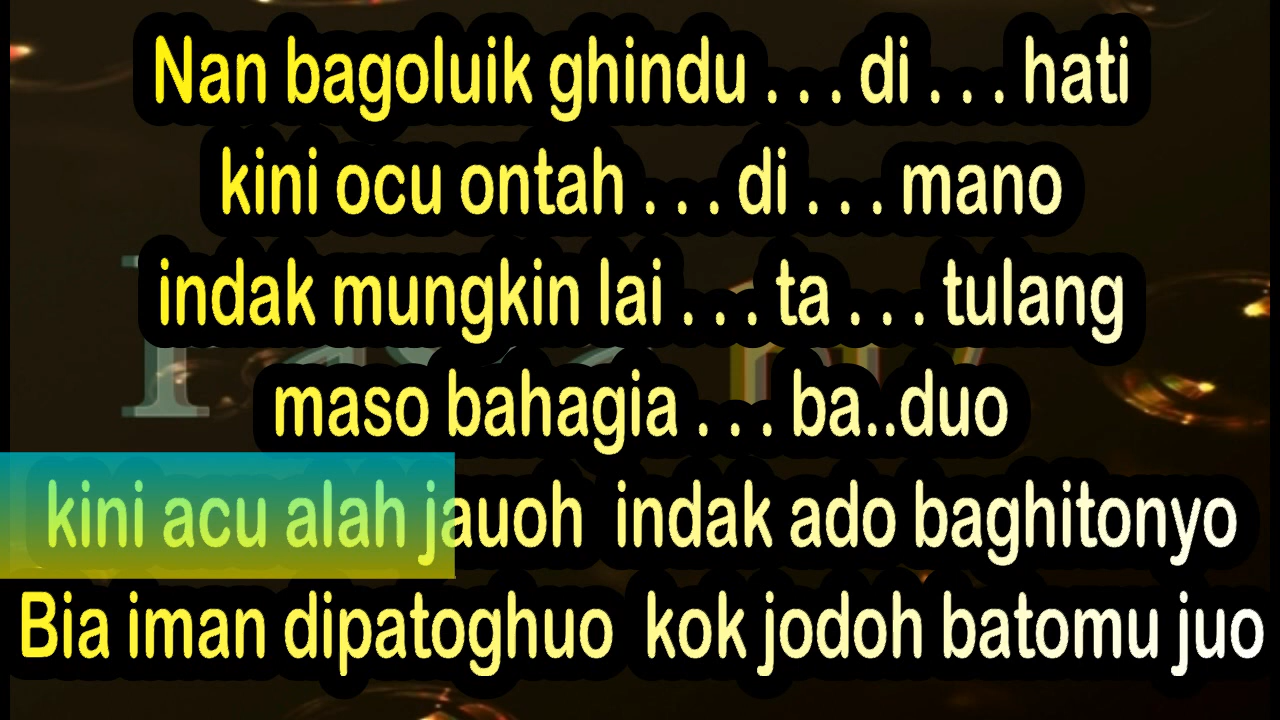 Nan bagoluik ghindu . . . di . . . hati
kini ocu ontah . . . di . . . mano
indak mungkin lai . . . ta . . . tulang
maso bahagia . . . ba..duo
kini acu alah jauoh indak ado baghitonyo
Bia iman dipatoghuo kok jodoh batomu juo